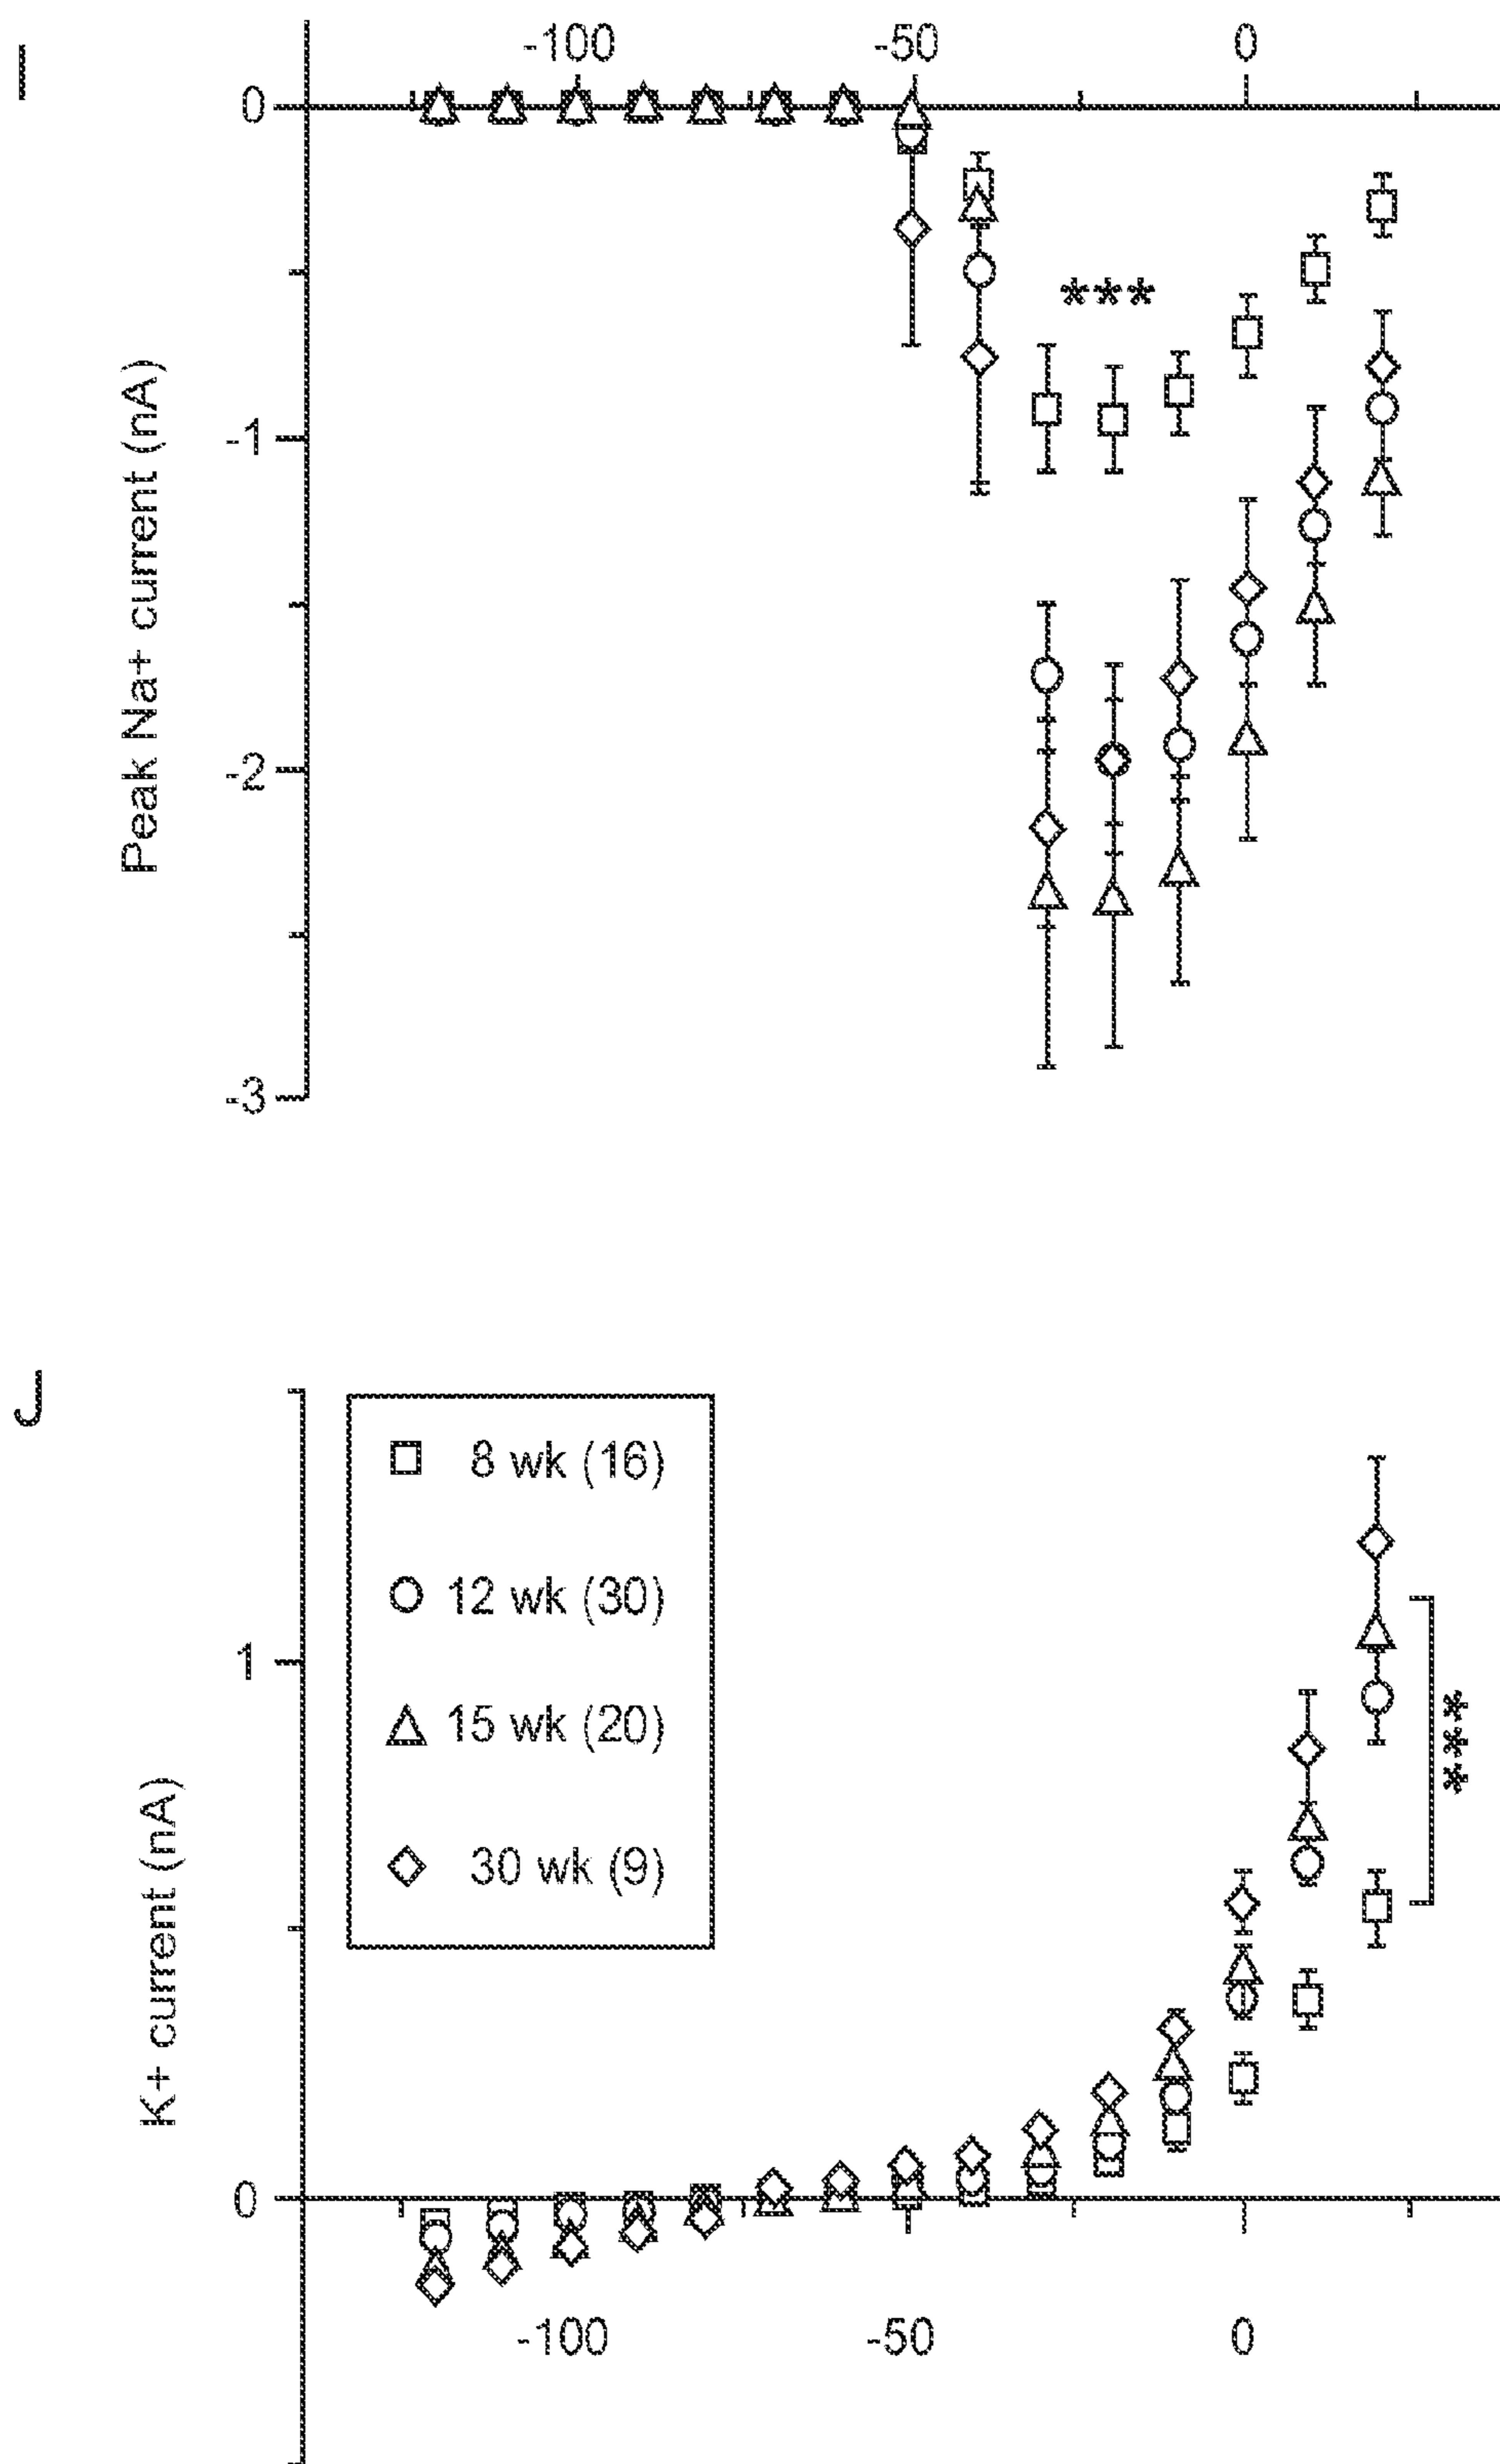 I
-100 -50 0
0
***
-1
-2
-3
Peak Na+ current (nA)
J
8 wk (16)
12 wk (30)
15 wk (20)
30 wk (9)
1
***
0
K+ current (nA)
-100 -50 0